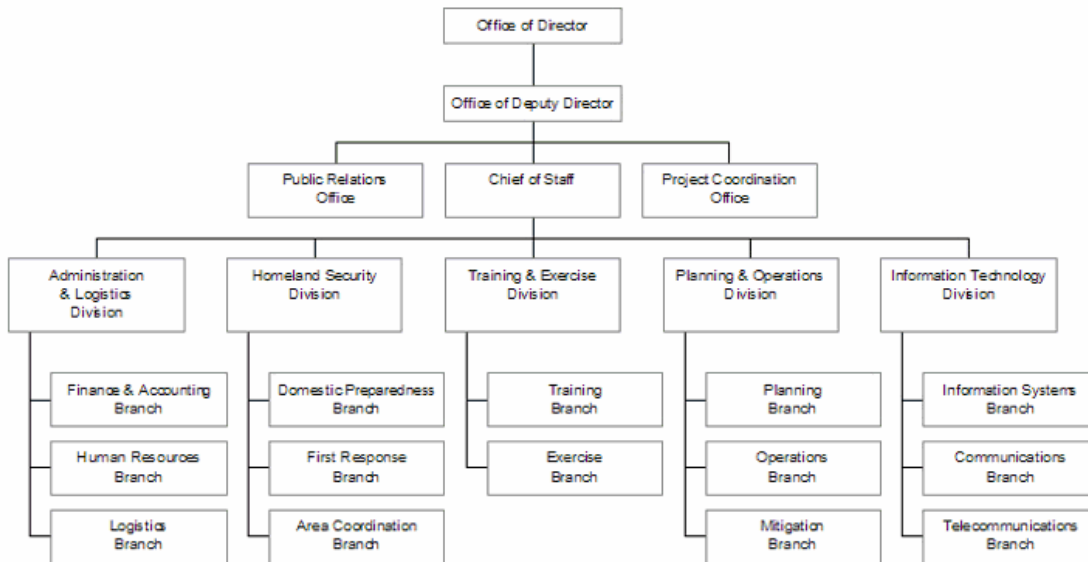 Office of Director
Office of Deputy Director
Public Relations
Office
Chief of Staff
Project Coordination
Office
Administration
& Logistics
Division
Homeland Security
Division
Training & Exercise
Division
Planning & Operations
Division
Information Technology
Division
Finance & Accounting
Branch
Domestic Preparedness
Branch
Training
Branch
Planning
Branch
Information Systems
Branch
Human Resources
Branch
First Response
Branch
Exercise
Branch
Operations
Branch
Communications
Branch
Logistics
Branch
Area Coordination
Branch
Mitigation
Branch
Telecommunications
Branch